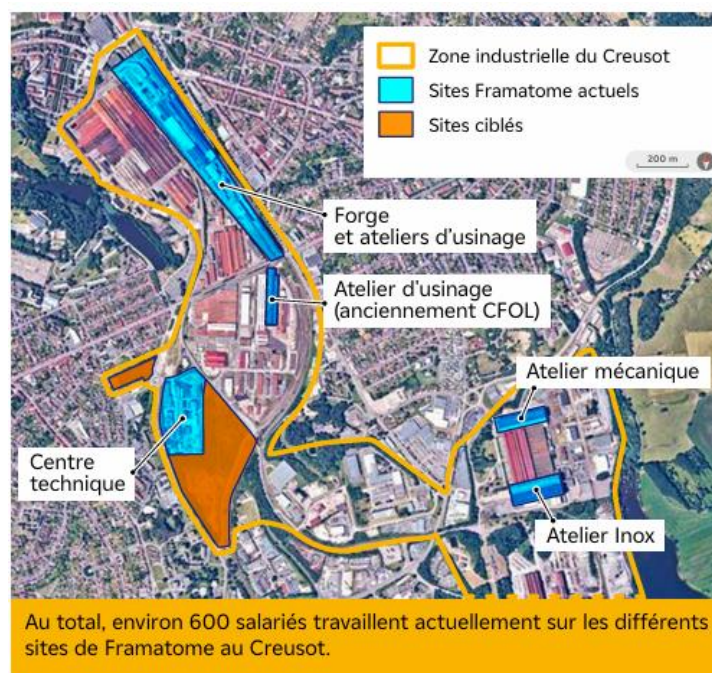 Zone industrielle du Creusot
Sites Framatome actuels
Sites ciblés
200 m
Forge
et ateliers d'usinage
Atelier d'usinage
(anciennement CFOL)
Atelier mécanique
Centre
technique
Atelier Inox
Au total, environ 600 salariés travaillent actuellement sur les différents
sites de Framatome au Creusot.